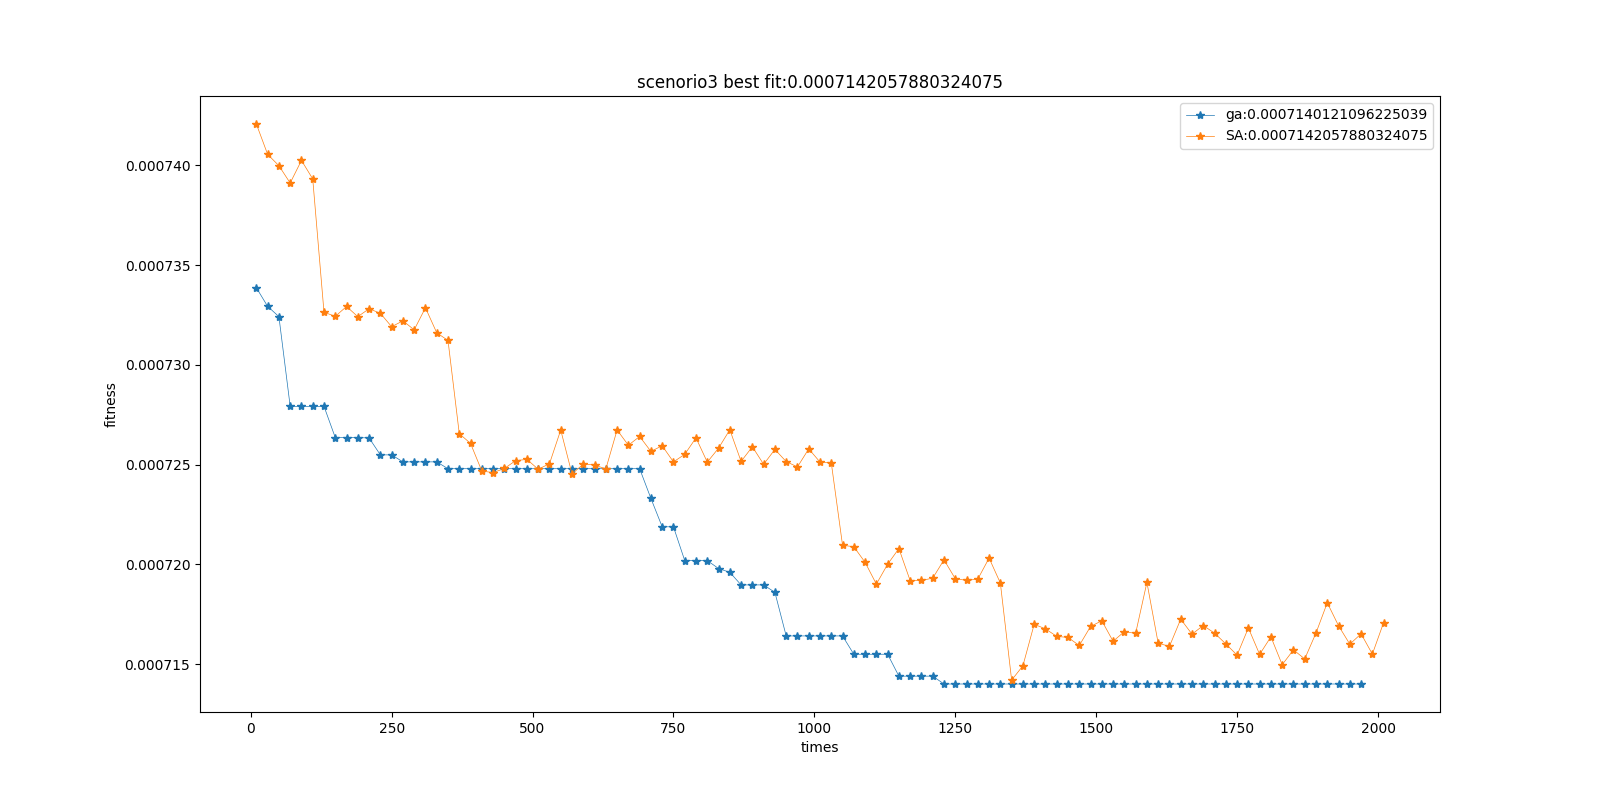 scenorio3 best fit:0.0007142057880324075
ga:0.0007140121096225039
SA:0.0007142057880324075
0.000740
0.000735
0.000730
0.000725
0.000720
0.000715
fitness
0 250 500 750 1000 1250 1500 1750 2000
times